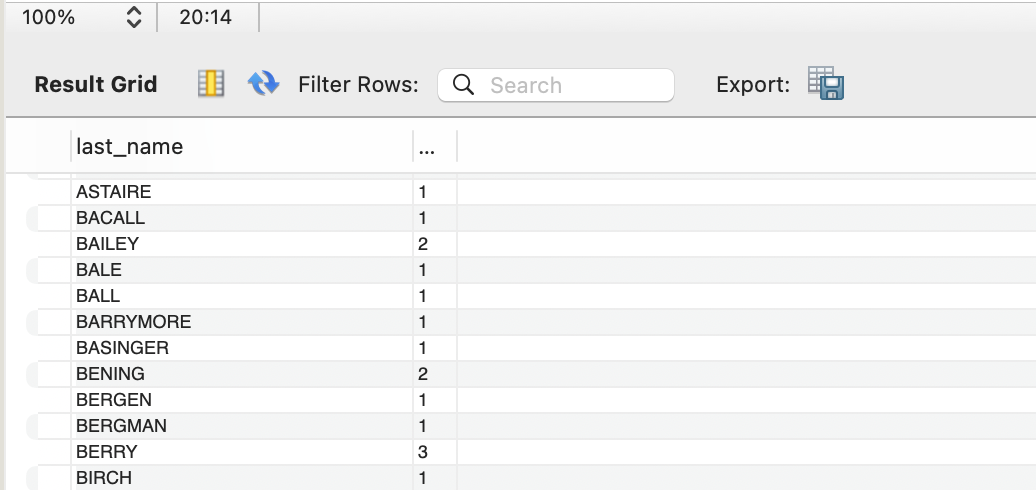 100% 20:14
Result Grid Filter Rows: Search Export:
last_name ...
ASTAIRE 1
BACALL 1
BAILEY 2
BALE 1
BALL 1
BARRYMORE 1
BASINGER 1
BENING 2
BERGEN 1
BERGMAN 1
BERRY 3
BIRCH 1